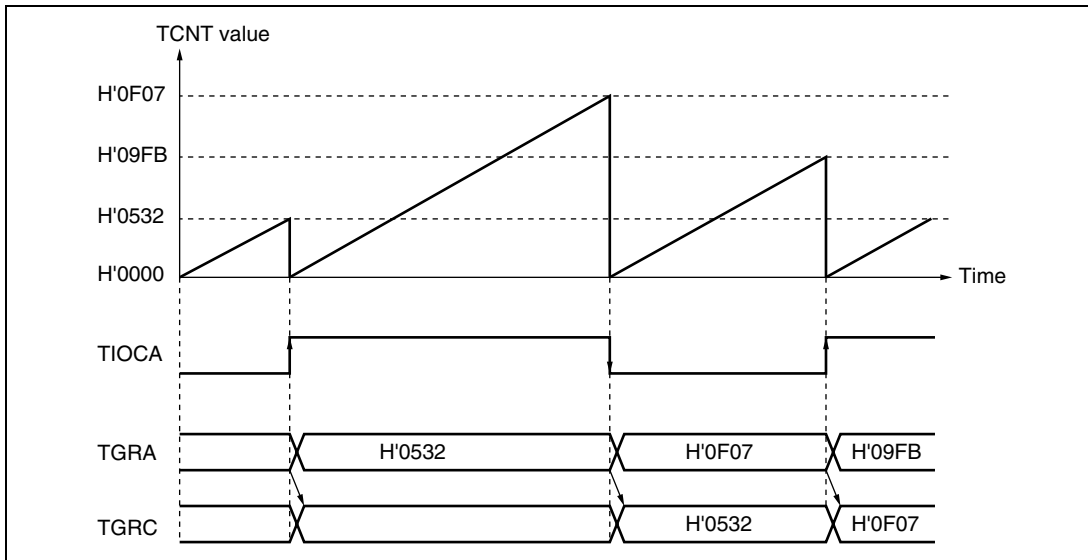 TCNT value
H'0F07
H'09FB
H'0532
H'0000
Time
TIOCA
TGRA H'0532 H'0F07 H'09FB
TGRC H'0532 H'0F07